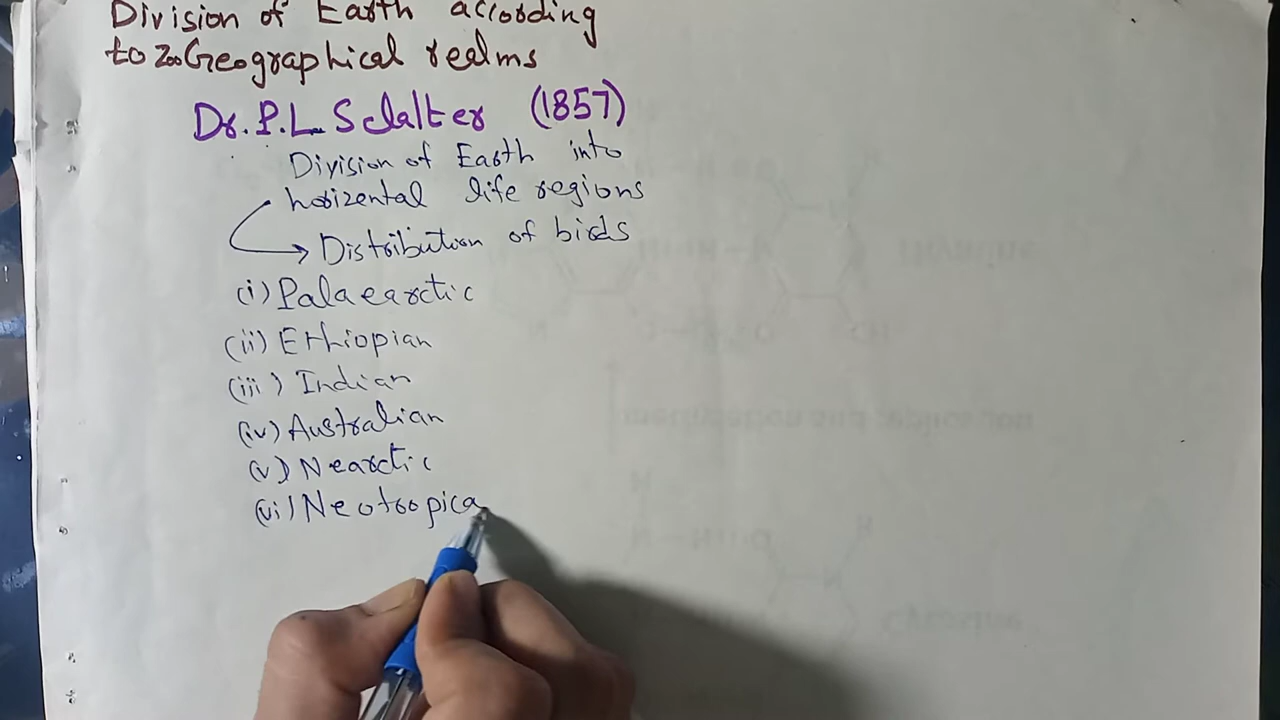 Division of Earth according
to ZooGeographical realms
Dr. P.L. Sclalter (1857)
Division of Earth into
horizental life regions
Distribution of birds
(i) Palaearctic
(ii) Ethiopian
(iii) Indian
(iv) Australian
(v) Nearctic
(vi) Neotropica